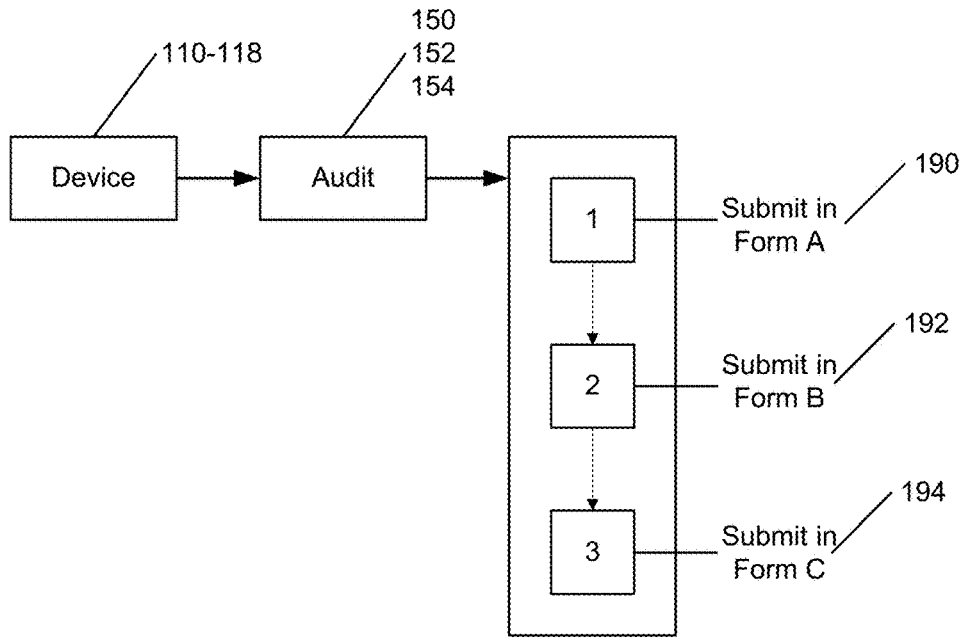 110-118
150
152
154
Device
Audit
1
Submit in
Form A
190
2
Submit in
Form B
192
3
Submit in
Form C
194